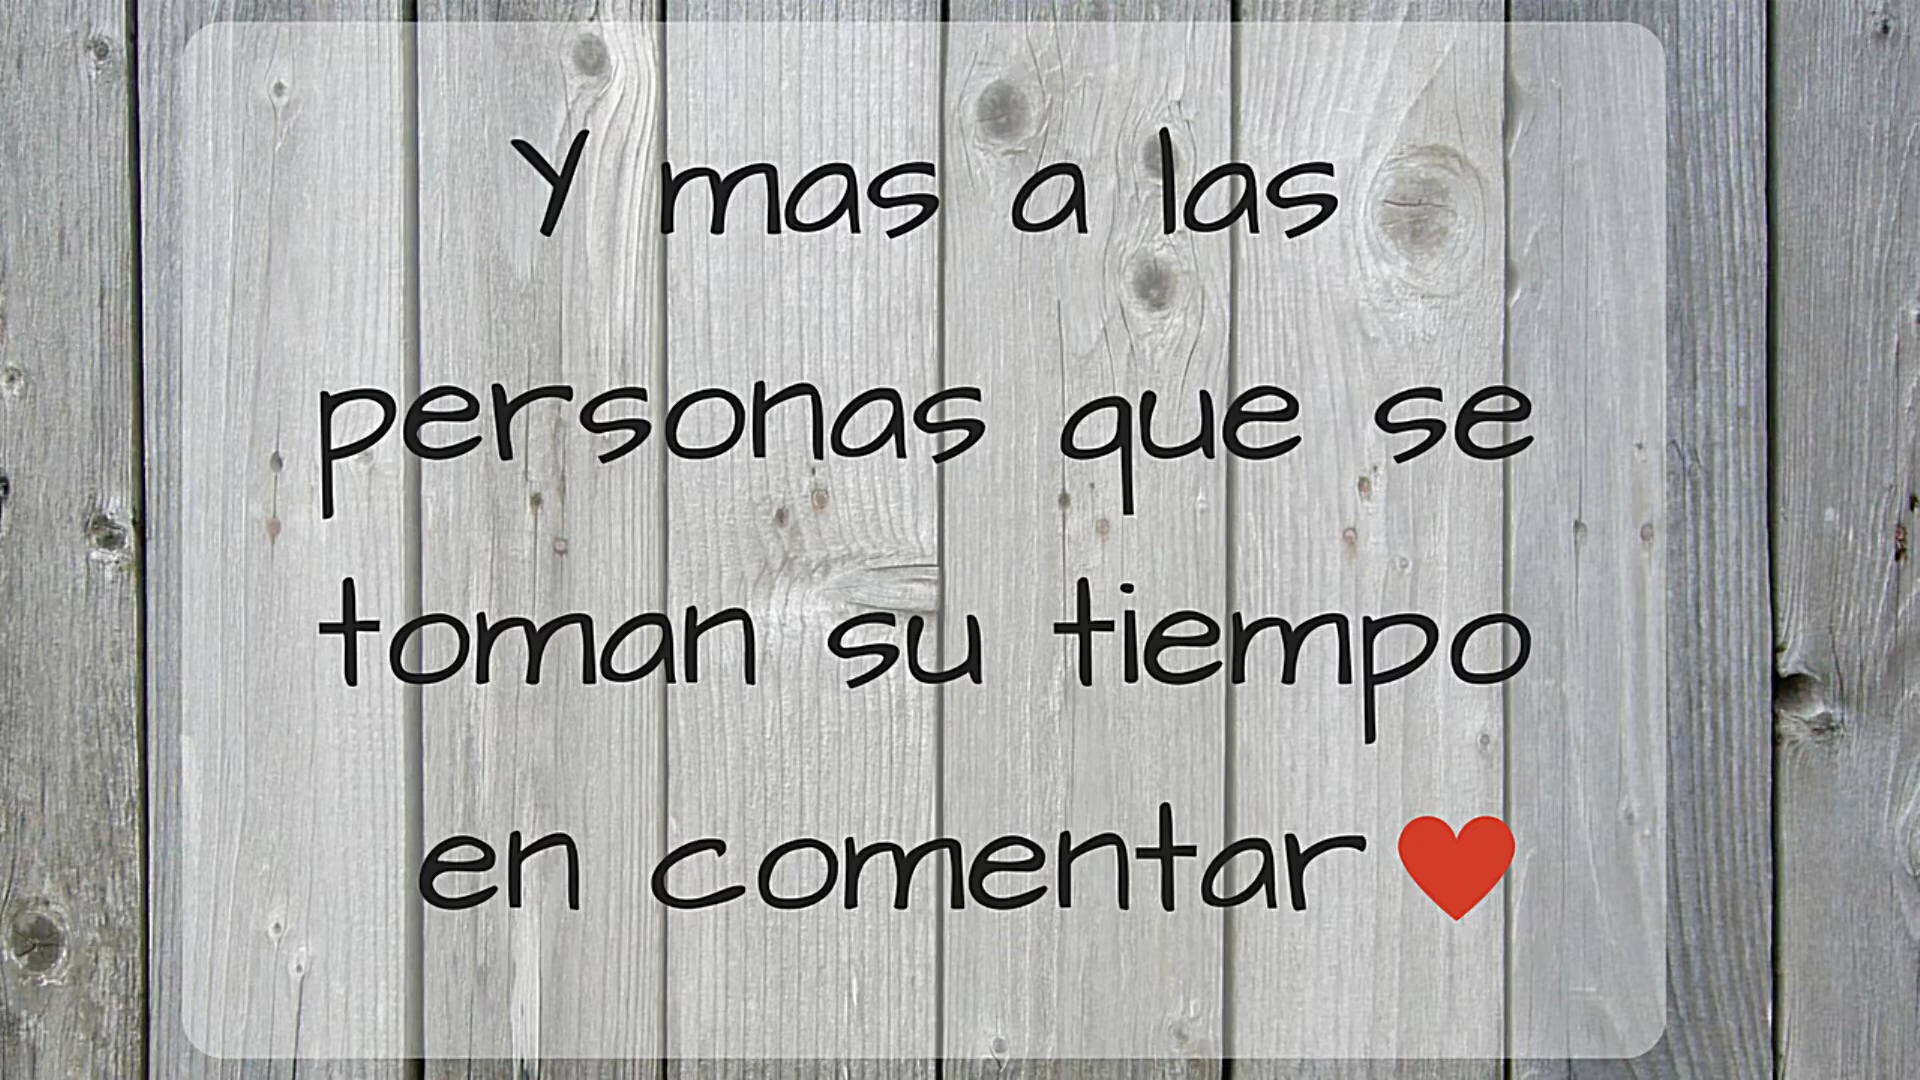 Y mas a las
personas que se
toman su tiempo
en comentar❤